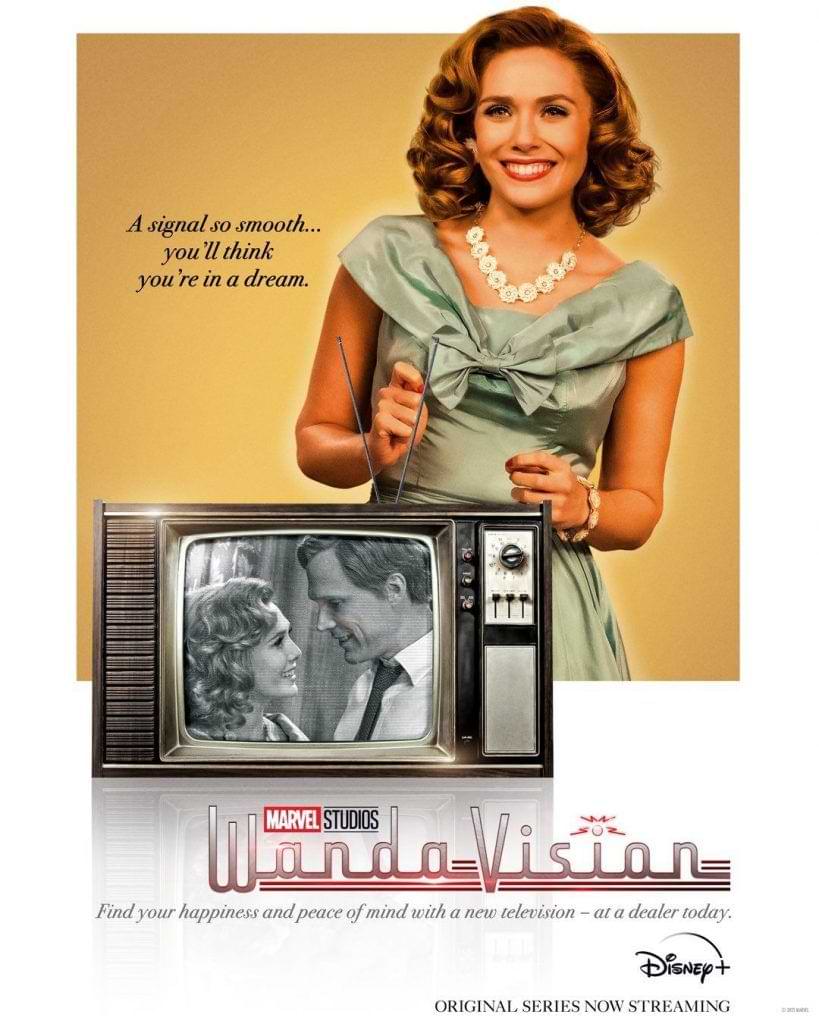 A signal so smooth...
you'll think
you're in a dream.
MARVEL STUDIOS
WandaVision
Find your happiness and peace of mind with a new television – at a dealer today.
Disney+
ORIGINAL SERIES NOW STREAMING